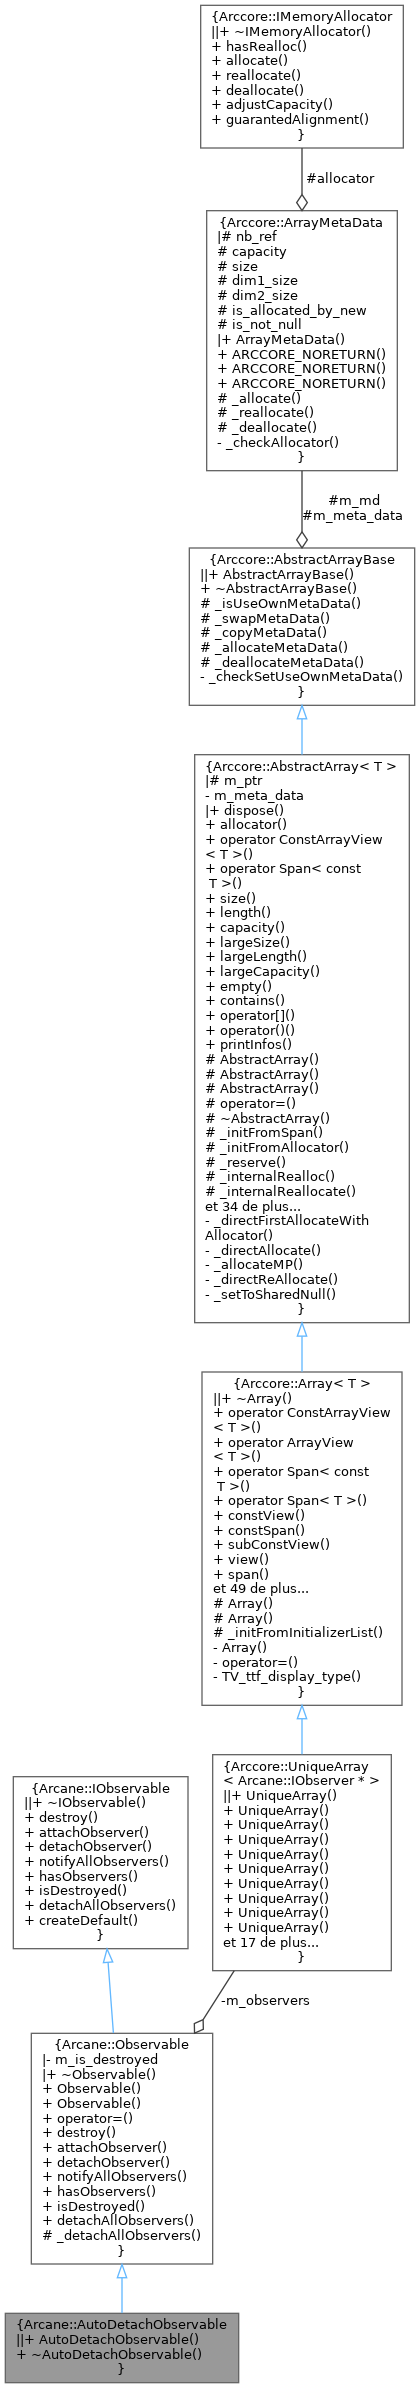 {Arccore::IMemoryAllocator
||+ ~IMemoryAllocator()
+ hasRealloc()
+ allocate()
+ reallocate()
+ deallocate()
+ adjustCapacity()
+ guarantedAlignment()
}
#allocator
{Arccore::ArrayMetaData
|# nb_ref
# capacity
# size
# dim1_size
# dim2_size
# is_allocated_by_new
# is_not_null
|+ ArrayMetaData()
+ ARCCORE_NORETURN()
+ ARCCORE_NORETURN()
+ ARCCORE_NORETURN()
# _allocate()
# _reallocate()
# _deallocate()
- _checkAllocator()
}
#m_md
#m_meta_data
{Arccore::AbstractArrayBase
||+ AbstractArrayBase()
+ ~AbstractArrayBase()
# _isUseOwnMetaData()
# _swapMetaData()
# _copyMetaData()
# _allocateMetaData()
# _deallocateMetaData()
- _checkSetUseOwnMetaData()
}
{Arccore::AbstractArray< T >
|# m_ptr
- m_meta_data
|+ dispose()
+ allocator()
+ operator ConstArrayView
< T >()
+ operator Span< const
T >()
+ size()
+ length()
+ capacity()
+ largeSize()
+ largeLength()
+ largeCapacity()
+ empty()
+ contains()
+ operator[]()
+ operator()()
+ printInfos()
# AbstractArray()
# AbstractArray()
# AbstractArray()
# operator=()
# ~AbstractArray()
# _initFromSpan()
# _initFromAllocator()
# _reserve()
# _internalRealloc()
# _internalReallocate()
et 34 de plus...
- _directFirstAllocateWith
Allocator()
- _directAllocate()
- _allocateMP()
- _directReAllocate()
- _setToSharedNull()
}
{Arccore::Array< T >
||+ ~Array()
+ operator ConstArrayView
< T >()
+ operator ArrayView
< T >()
+ operator Span< const
T >()
+ operator Span< T >()
+ constView()
+ constSpan()
+ subConstView()
+ view()
+ span()
et 49 de plus...
# Array()
# Array()
# _initFromInitializerList()
- Array()
- operator=()
- TV_ttf_display_type()
}
{Arccore::UniqueArray
< Arcane::IObserver * >
||+ UniqueArray()
+ UniqueArray()
+ UniqueArray()
+ UniqueArray()
+ UniqueArray()
+ UniqueArray()
+ UniqueArray()
+ UniqueArray()
+ UniqueArray()
+ UniqueArray()
et 17 de plus...
}
{Arcane::IObservable
||+ ~IObservable()
+ destroy()
+ attachObserver()
+ detachObserver()
+ notifyAllObservers()
+ hasObservers()
+ isDestroyed()
+ detachAllObservers()
+ createDefault()
}
-m_observers
{Arcane::Observable
|- m_is_destroyed
|+ ~Observable()
+ Observable()
+ Observable()
+ operator=()
+ destroy()
+ attachObserver()
+ detachObserver()
+ notifyAllObservers()
+ hasObservers()
+ isDestroyed()
+ detachAllObservers()
# _detachAllObservers()
}
{Arcane::AutoDetachObservable
||+ AutoDetachObservable()
+ ~AutoDetachObservable()
}